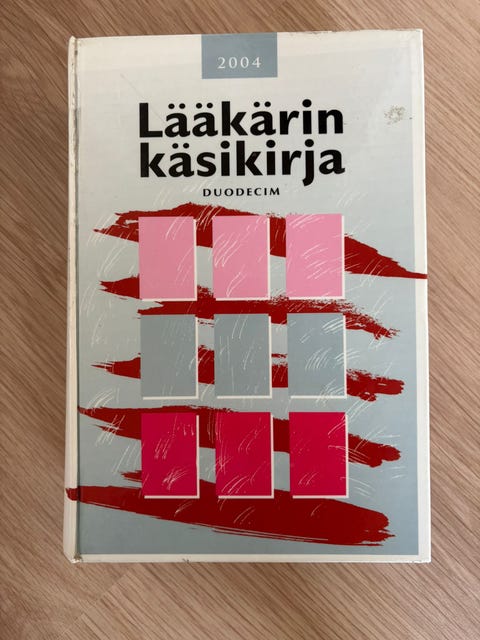 2004
Lääkärin
käsikirja
DUODECIM